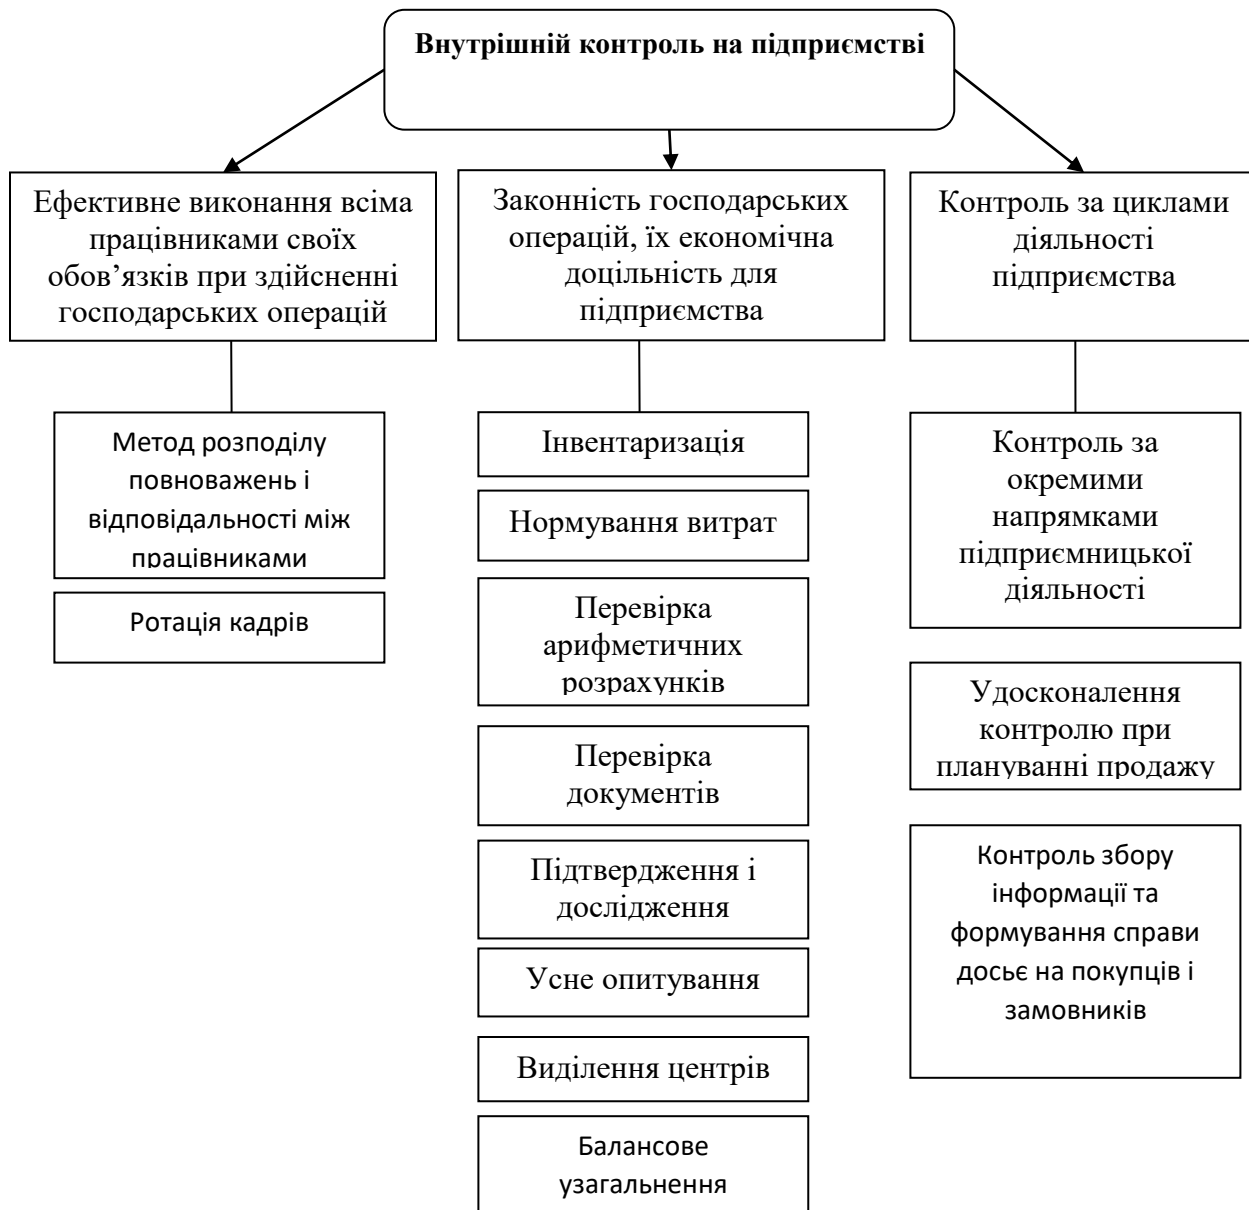 Внутрішній контроль на підприємстві
Ефективне виконання всіма
працівниками своїх
обов’язків при здійсненні
господарських операцій
Законність господарських
операцій, їх економічна
доцільність для
підприємства
Контроль за циклами
діяльності
підприємства
Метод розподілу
повноважень і
відповідальності між
працівниками
Ротація кадрів
Інвентаризація
Нормування витрат
Перевірка
арифметичних
розрахунків
Перевірка
документів
Підтвердження і
дослідження
Усне опитування
Виділення центрів
Балансове
узагальнення
Контроль за
окремими
напрямками
підприємницької
діяльності
Удосконалення
контролю при
плануванні продажу
Контроль збору
інформації та
формування справи
досьє на покупців і
замовників